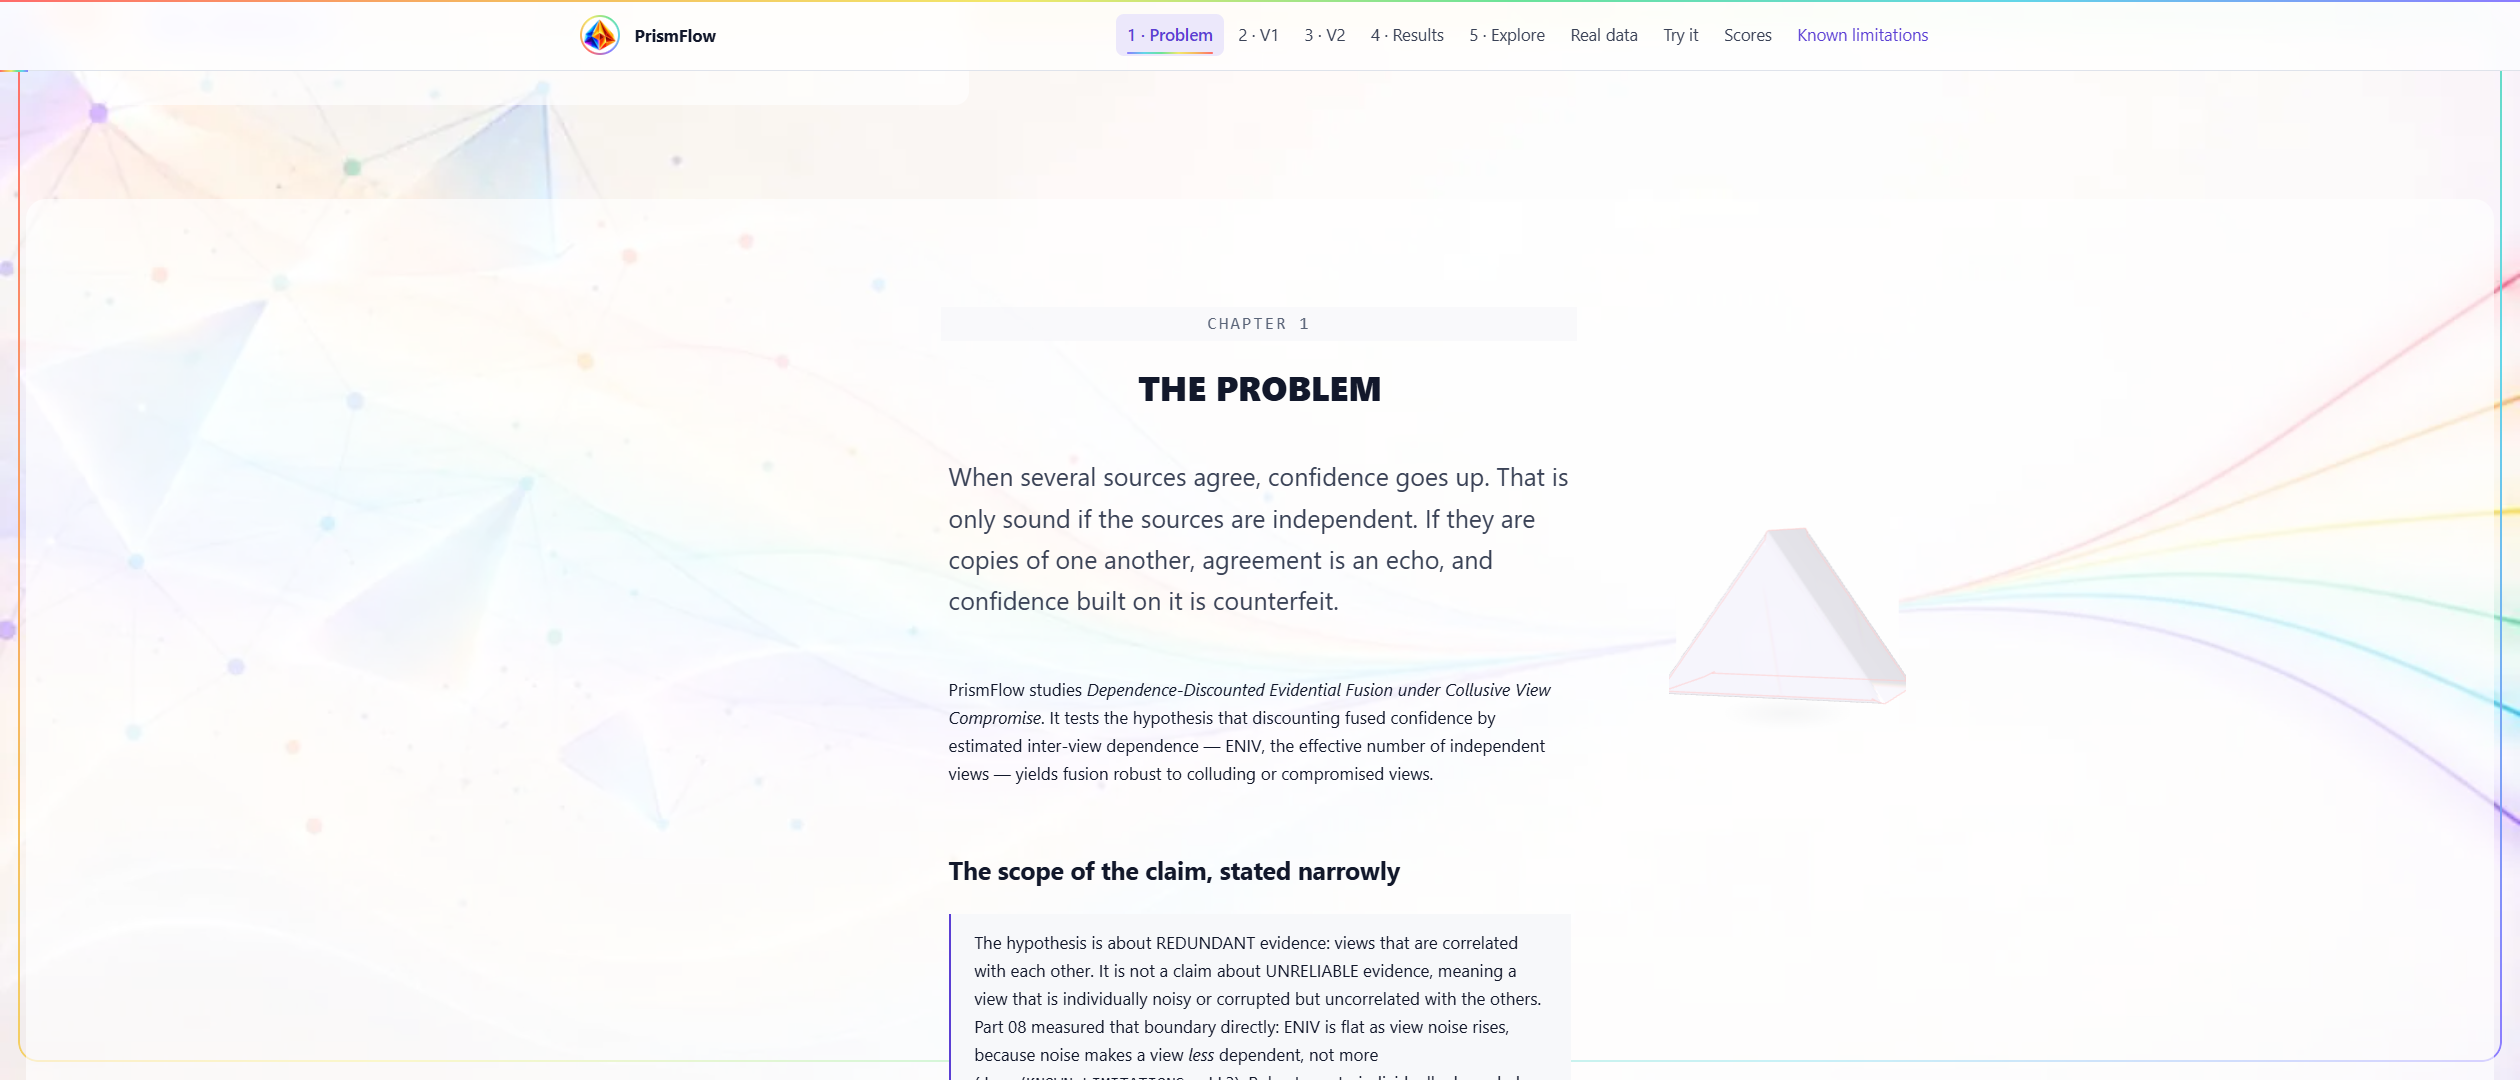 PrismFlow
1 · Problem 2 · V1 3 · V2 4 · Results 5 · Explore Real data Try it Scores Known limitations
CHAPTER 1
THE PROBLEM
When several sources agree, confidence goes up. That is
only sound if the sources are independent. If they are
copies of one another, agreement is an echo, and
confidence built on it is counterfeit.
PrismFlow studies Dependence-Discounted Evidential Fusion under Collusive View
Compromise. It tests the hypothesis that discounting fused confidence by
estimated inter-view dependence — ENIV, the effective number of independent
views — yields fusion robust to colluding or compromised views.
The scope of the claim, stated narrowly
The hypothesis is about REDUNDANT evidence: views that are correlated
with each other. It is not a claim about UNRELIABLE evidence, meaning a
view that is individually noisy or corrupted but uncorrelated with the others.
Part 08 measured that boundary directly: ENIV is flat as view noise rises,
because noise makes a view less dependent, not more